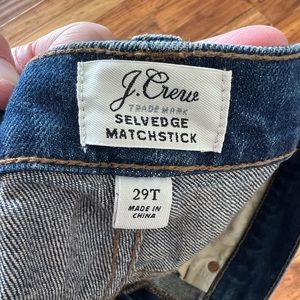 J.Crew
TRADE MARK
SELVEDGE
MATCHSTICK
29T
MADE IN
CHINA